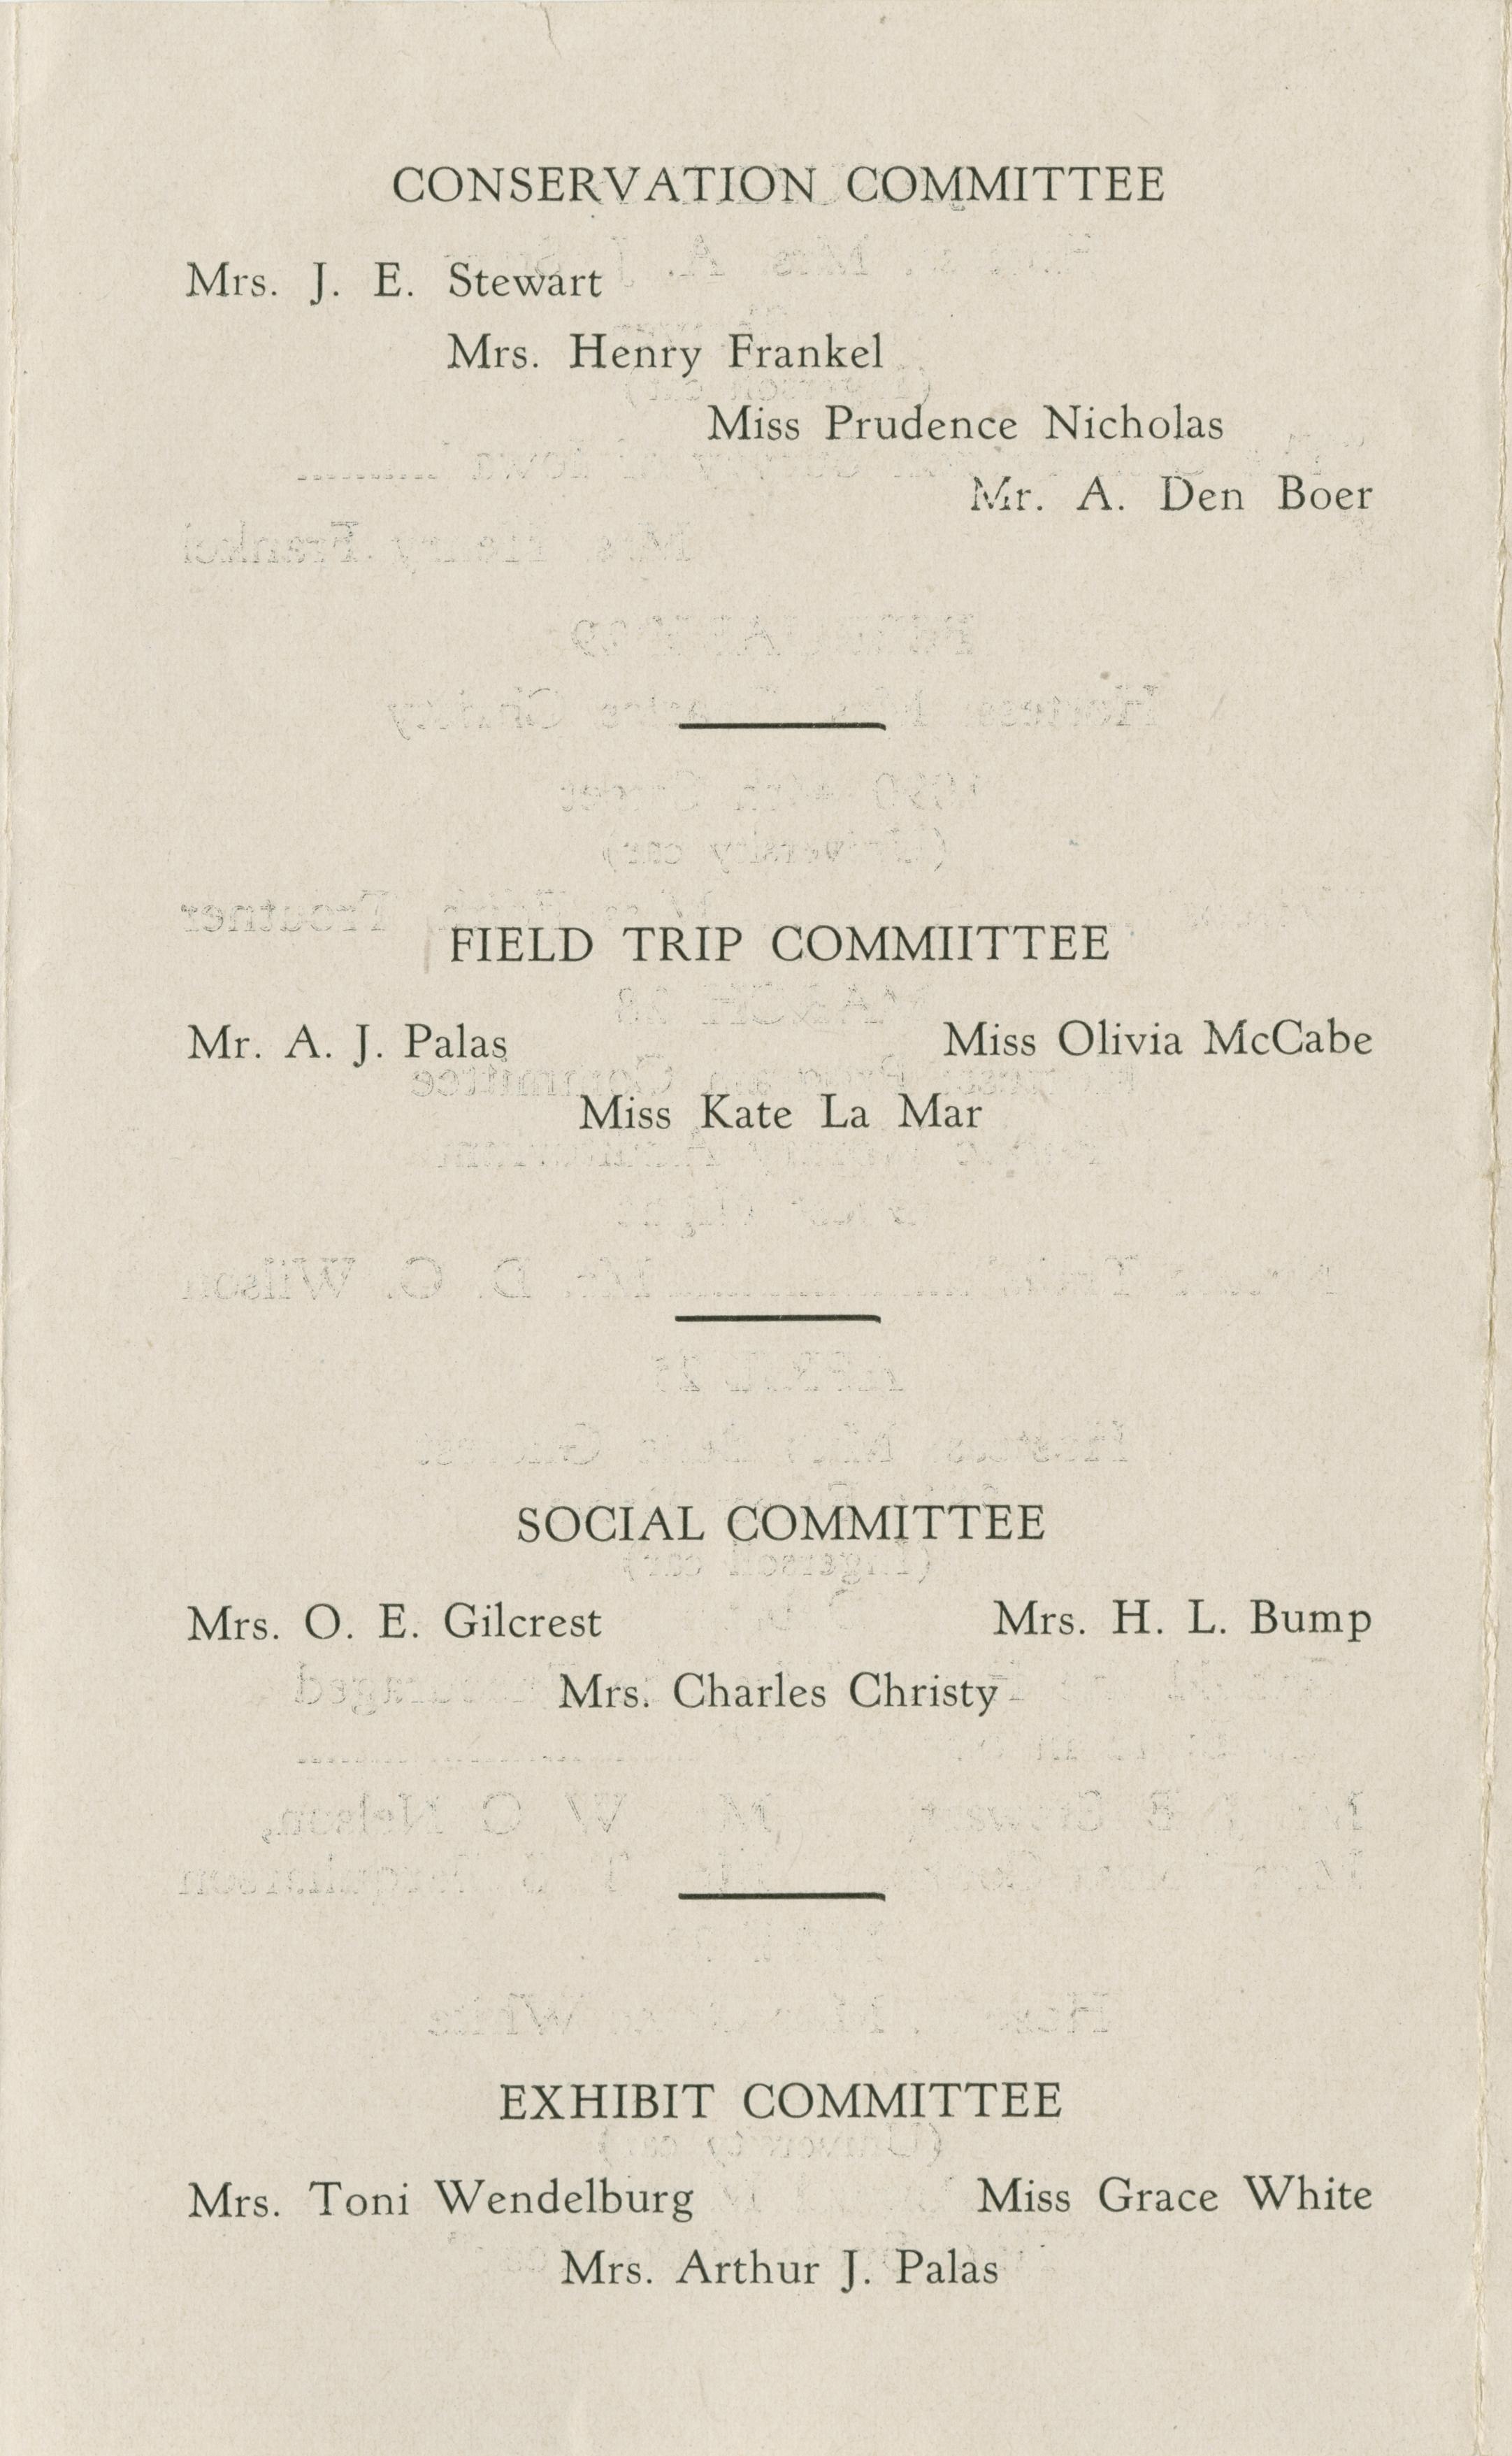 CONSERVATION COMMITTEE
Mrs. J. E. Stewart
Mrs. Henry Frankel
Miss Prudence Nicholas
Mr. A. Den Boer
FIELD TRIP COMMIITTEE
Mr. A. J. Palas Miss Olivia McCabe
Miss Kate La Mar
SOCIAL COMMITTEE
Mrs. O. E. Gilcrest Mrs. H. L. Bump
Mrs. Charles Christy
EXHIBIT COMMITTEE
Mrs. Toni Wendelburg Miss Grace White
Mrs. Arthur J. Palas